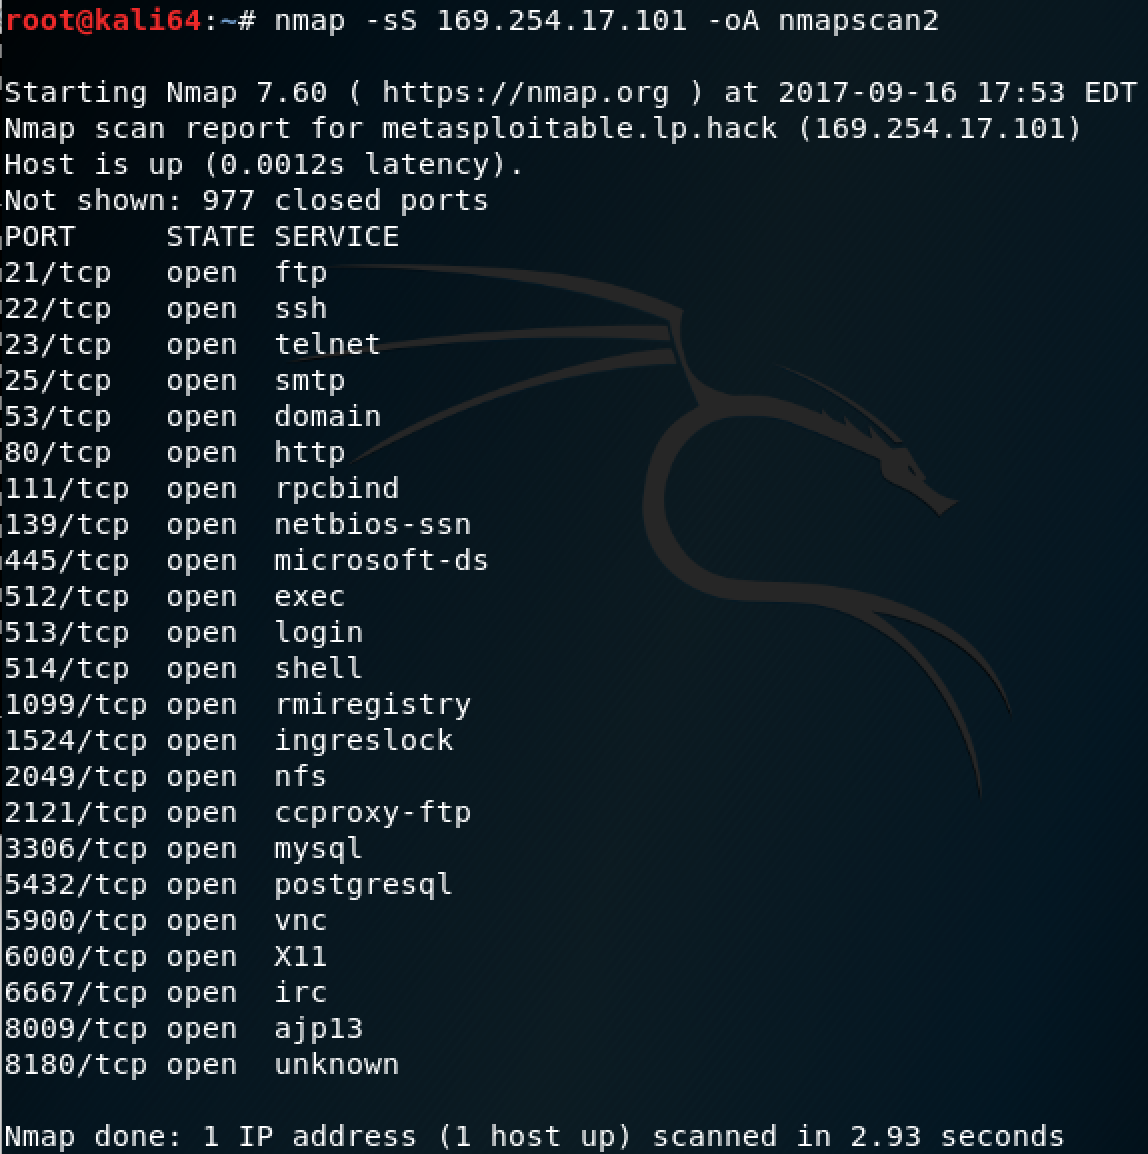 root@kali64:~# nmap -sS 169.254.17.101 -oA nmapscan2
Starting Nmap 7.60 ( https://nmap.org ) at 2017-09-16 17:53 EDT
Nmap scan report for metasploitable.lp.hack (169.254.17.101)
Host is up (0.0012s latency).
Not shown: 977 closed ports
PORT     STATE SERVICE
21/tcp   open  ftp
22/tcp   open  ssh
23/tcp   open  telnet
25/tcp   open  smtp
53/tcp   open  domain
80/tcp   open  http
111/tcp  open  rpcbind
139/tcp  open  netbios-ssn
445/tcp  open  microsoft-ds
512/tcp  open  exec
513/tcp  open  login
514/tcp  open  shell
1099/tcp open  rmiregistry
1524/tcp open  ingreslock
2049/tcp open  nfs
2121/tcp open  ccproxy-ftp
3306/tcp open  mysql
5432/tcp open  postgresql
5900/tcp open  vnc
6000/tcp open  X11
6667/tcp open  irc
8009/tcp open  ajp13
8180/tcp open  unknown
Nmap done: 1 IP address (1 host up) scanned in 2.93 seconds